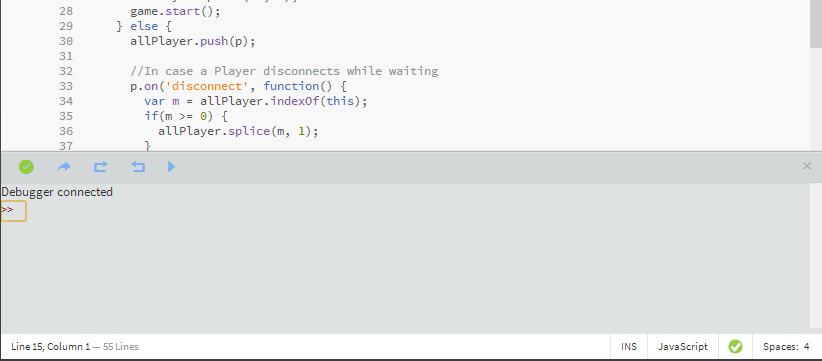 28 game.start();
29 } else {
30 allPlayer.push(p);
31
32 //In case a Player disconnects while waiting
33 p.on('disconnect', function() {
34 var m = allPlayer.indexOf(this);
35 if(m >= 0) {
36 allPlayer.splice(m, 1);
37 }
Debugger connected
>>
Line 15, Column 1 — 55 Lines
INS JavaScript Spaces: 4